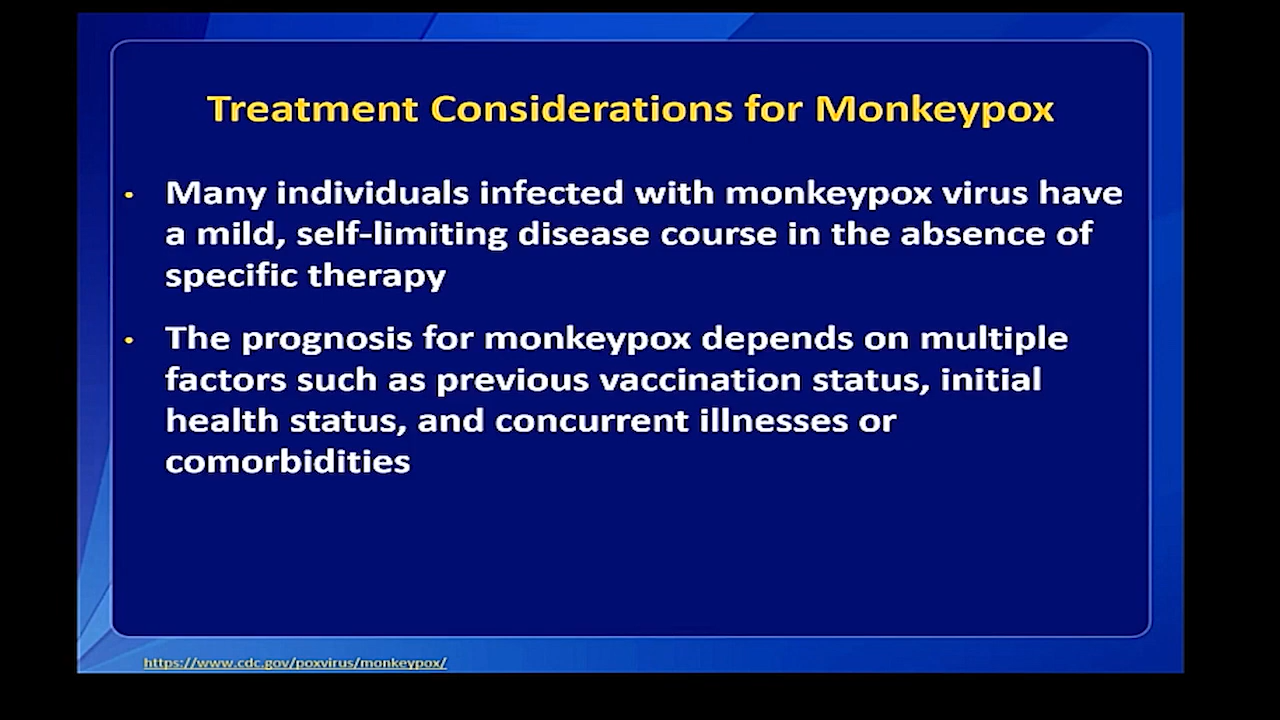 Treatment Considerations for Monkeypox
• Many individuals infected with monkeypox virus have
a mild, self-limiting disease course in the absence of
specific therapy
• The prognosis for monkeypox depends on multiple
factors such as previous vaccination status, initial
health status, and concurrent illnesses or
comorbidities
https://www.cdc.gov/poxvirus/monkeypox/